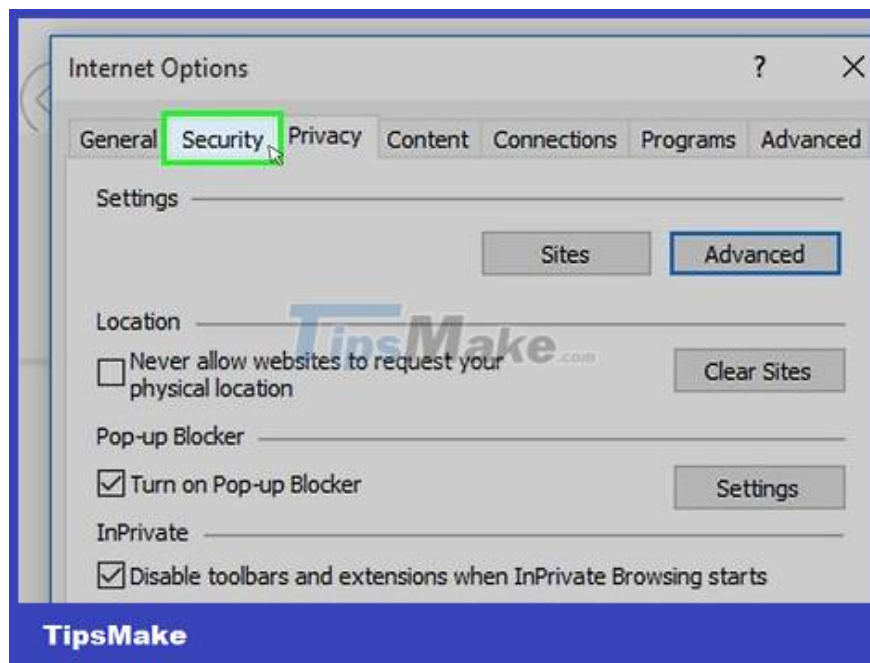 Internet Options
General Security Privacy Content Connections Programs Advanced
Settings
Sites Advanced
Location
TipsMake.com
Never allow websites to request your
physical location
Clear Sites
Pop-up Blocker
Turn on Pop-up Blocker
Settings
InPrivate
Disable toolbars and extensions when InPrivate Browsing starts
TipsMake